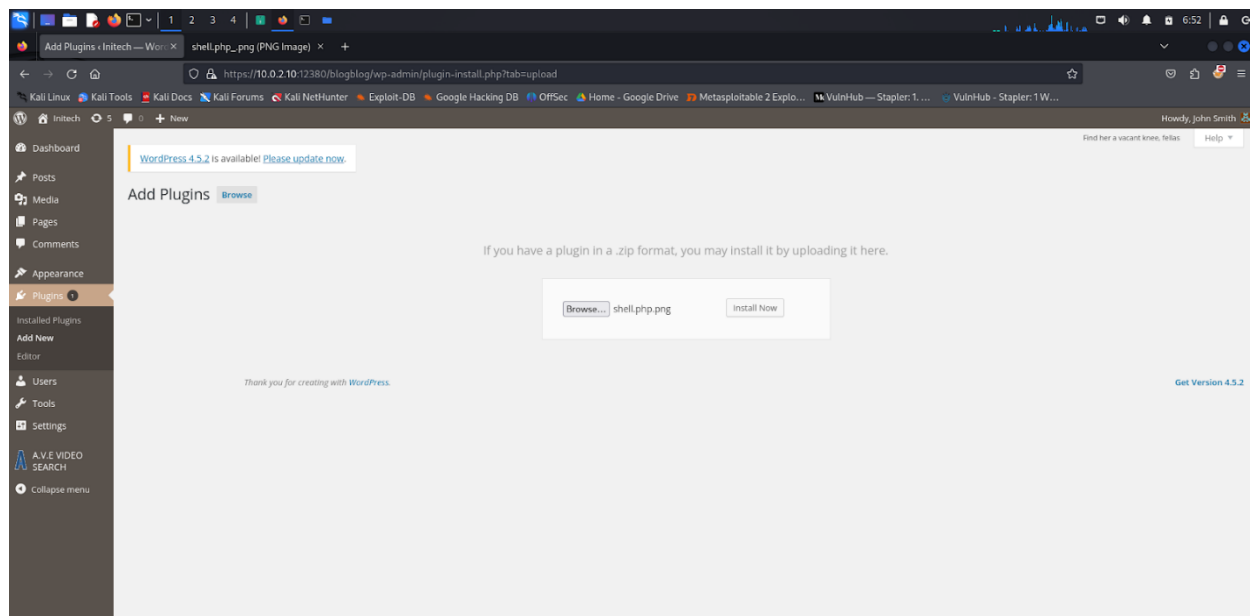 1 2 3 4
6:52
Add Plugins ‹ Initech — Wor
shell.php_.png (PNG Image)
https://10.0.2.10:12380/blogblog/wp-admin/plugin-install.php?tab=upload
Kali Linux Kali Tools Kali Docs Kali Forums Kali NetHunter Exploit-DB Google Hacking DB OffSec Home - Google Drive Metasploitable 2 Explo... VulnHub — Stapler: 1. ... VulnHub - Stapler: 1 W...
Initech 5 0 + New
Howdy, John Smith
Find her a vacant knee, fellas
Help
Dashboard
WordPress 4.5.2 is available! Please update now.
Posts
Media
Pages
Comments
Appearance
Plugins 1
Installed Plugins
Add New
Editor
Users
Tools
Settings
A.V.E VIDEO
SEARCH
Collapse menu
Add Plugins Browse
If you have a plugin in a .zip format, you may install it by uploading it here.
Browse... shell.php.png Install Now
Thank you for creating with WordPress.
Get Version 4.5.2